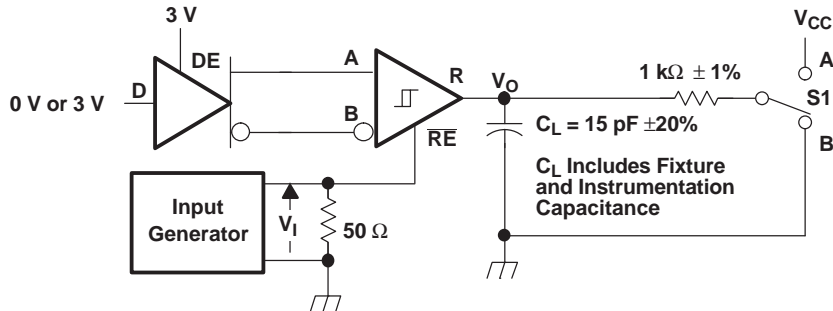 3 V
V_CC
DE
A
R
V_O
1 kΩ ± 1%
A
D
0 V or 3 V
S1
B
C_L = 15 pF ±20%
B
R̅E̅
C_L Includes Fixture
and Instrumentation
Capacitance
Input
Generator
V_I
50 Ω